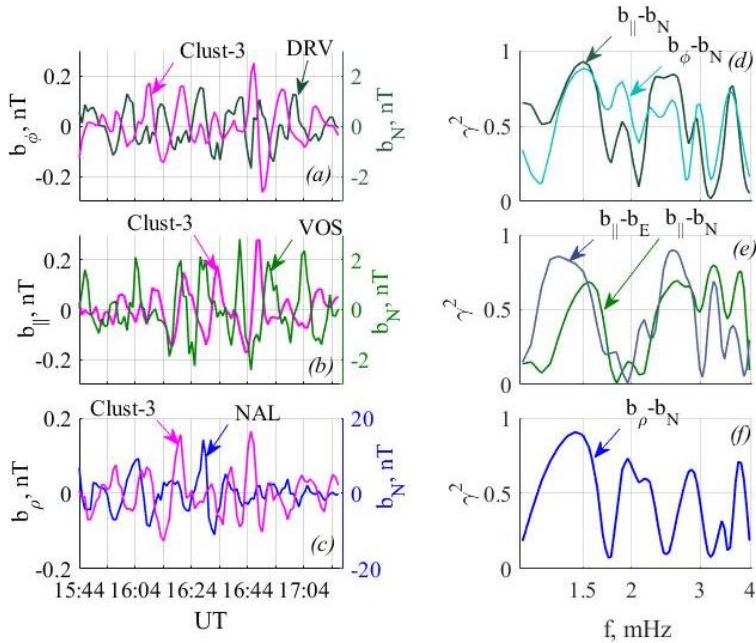 Clust-3 DRV
0.2
0
-0.2
b_ϕ, nT
2
0
-2
b_N, nT
(a)
Clust-3 VOS
0.2
0
-0.2
b_||, nT
2
0
-2
b_N, nT
(b)
Clust-3 NAL
0.2
0
-0.2
b_ρ, nT
20
0
-20
b_N, nT
(c)
15:44 16:04 16:24 16:44 17:04
UT
b_||-b_N
b_ϕ-b_N
(d)
1
0.5
0
γ²
b_||-b_E b_||-b_N
(e)
1
0.5
0
γ²
b_ρ-b_N
(f)
1
0.5
0
γ²
1.5 2 3 4
f, mHz